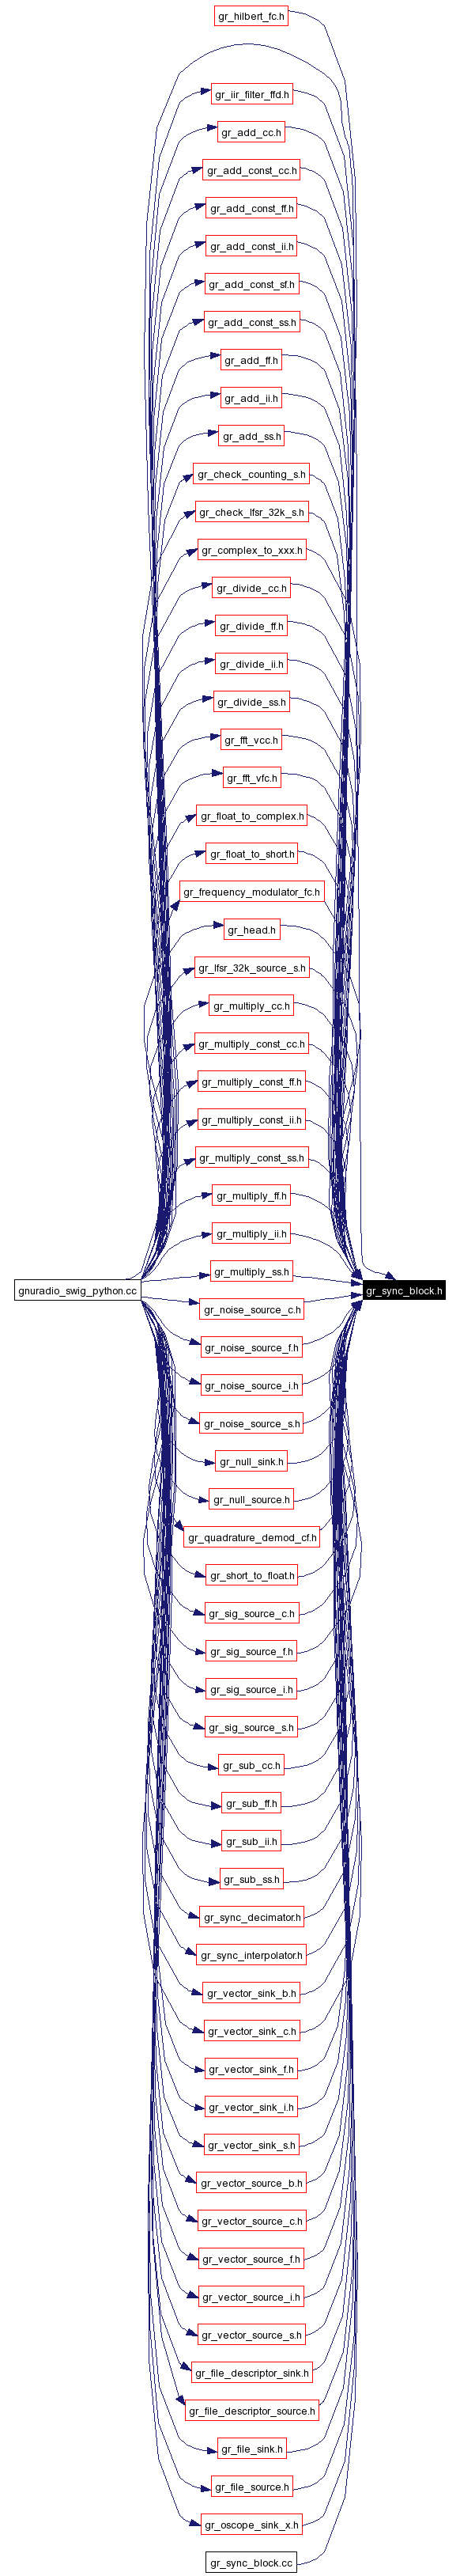 gr_hilbert_fc.h
gr_iir_filter_ffd.h
gr_add_cc.h
gr_add_const_cc.h
gr_add_const_ff.h
gr_add_const_ii.h
gr_add_const_sf.h
gr_add_const_ss.h
gr_add_ff.h
gr_add_ii.h
gr_add_ss.h
gr_check_counting_s.h
gr_check_lfsr_32k_s.h
gr_complex_to_xxx.h
gr_divide_cc.h
gr_divide_ff.h
gr_divide_ii.h
gr_divide_ss.h
gr_fft_vcc.h
gr_fft_vfc.h
gr_float_to_complex.h
gr_float_to_short.h
gr_frequency_modulator_fc.h
gr_head.h
gr_lfsr_32k_source_s.h
gr_multiply_cc.h
gr_multiply_const_cc.h
gr_multiply_const_ff.h
gr_multiply_const_ii.h
gr_multiply_const_ss.h
gr_multiply_ff.h
gr_multiply_ii.h
gr_multiply_ss.h
gnuradio_swig_python.cc
gr_sync_block.h
gr_noise_source_c.h
gr_noise_source_f.h
gr_noise_source_i.h
gr_noise_source_s.h
gr_null_sink.h
gr_null_source.h
gr_quadrature_demod_cf.h
gr_short_to_float.h
gr_sig_source_c.h
gr_sig_source_f.h
gr_sig_source_i.h
gr_sig_source_s.h
gr_sub_cc.h
gr_sub_ff.h
gr_sub_ii.h
gr_sub_ss.h
gr_sync_decimator.h
gr_sync_interpolator.h
gr_vector_sink_b.h
gr_vector_sink_c.h
gr_vector_sink_f.h
gr_vector_sink_i.h
gr_vector_sink_s.h
gr_vector_source_b.h
gr_vector_source_c.h
gr_vector_source_f.h
gr_vector_source_i.h
gr_vector_source_s.h
gr_file_descriptor_sink.h
gr_file_descriptor_source.h
gr_file_sink.h
gr_file_source.h
gr_oscope_sink_x.h
gr_sync_block.cc